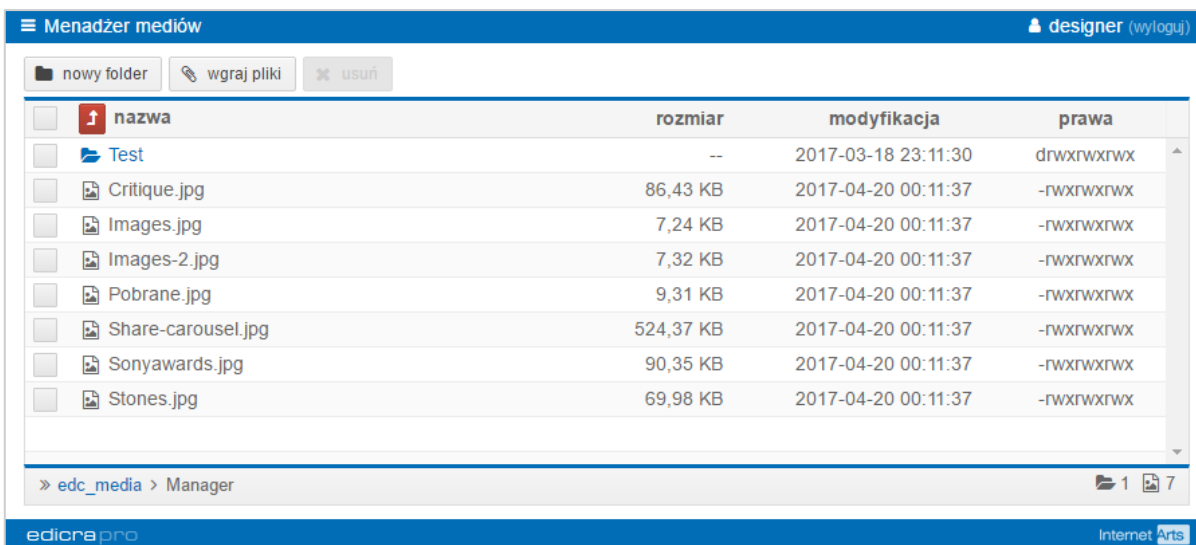 Menadżer mediów designer (wyloguj)
nowy folder wgraj pliki usuń
nazwa rozmiar modyfikacja prawa
Test -- 2017-03-18 23:11:30 drwxrwxrwx
Critique.jpg 86,43 KB 2017-04-20 00:11:37 -rwxrwxrwx
Images.jpg 7,24 KB 2017-04-20 00:11:37 -rwxrwxrwx
Images-2.jpg 7,32 KB 2017-04-20 00:11:37 -rwxrwxrwx
Pobrane.jpg 9,31 KB 2017-04-20 00:11:37 -rwxrwxrwx
Share-carousel.jpg 524,37 KB 2017-04-20 00:11:37 -rwxrwxrwx
Sonyawards.jpg 90,35 KB 2017-04-20 00:11:37 -rwxrwxrwx
Stones.jpg 69,98 KB 2017-04-20 00:11:37 -rwxrwxrwx
» edc_media > Manager 1 7
edicrapro Internet Arts